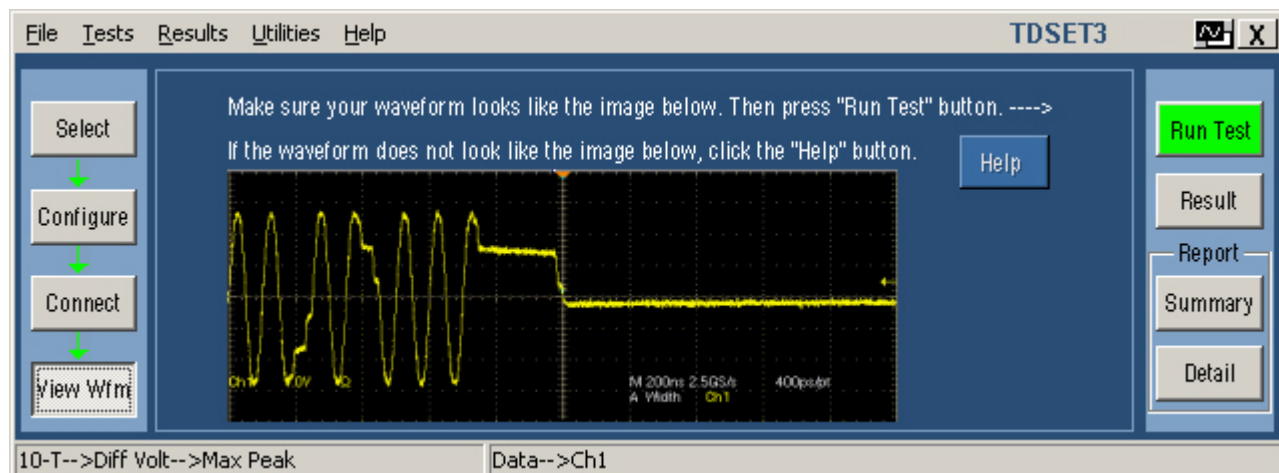 File Tests Results Utilities Help TDSET3 X
Make sure your waveform looks like the image below. Then press "Run Test" button. ---->
If the waveform does not look like the image below, click the "Help" button.
Help
Select
Configure
Connect
View Wfm
Ch1
M 200ns 2.5GS/s 400ps/pt
A Width Ch1
Run Test
Result
Report
Summary
Detail
10-T-->Diff Volt-->Max Peak
Data-->Ch1